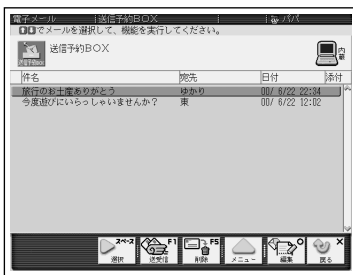 電子メール 送信予約BOX パパ
でメールを選択して、機能を実行してください。
送信予約BOX
件名 宛先 日付 添付
旅行のお土産ありがとう ゆかり 00/ 6/22 22:34
今度遊びにいらっしゃいませんか？ 東 00/ 6/22 12:02
スペース F1 F5 ○ ×
選択 送受信 削除 メニュー 編集 戻る